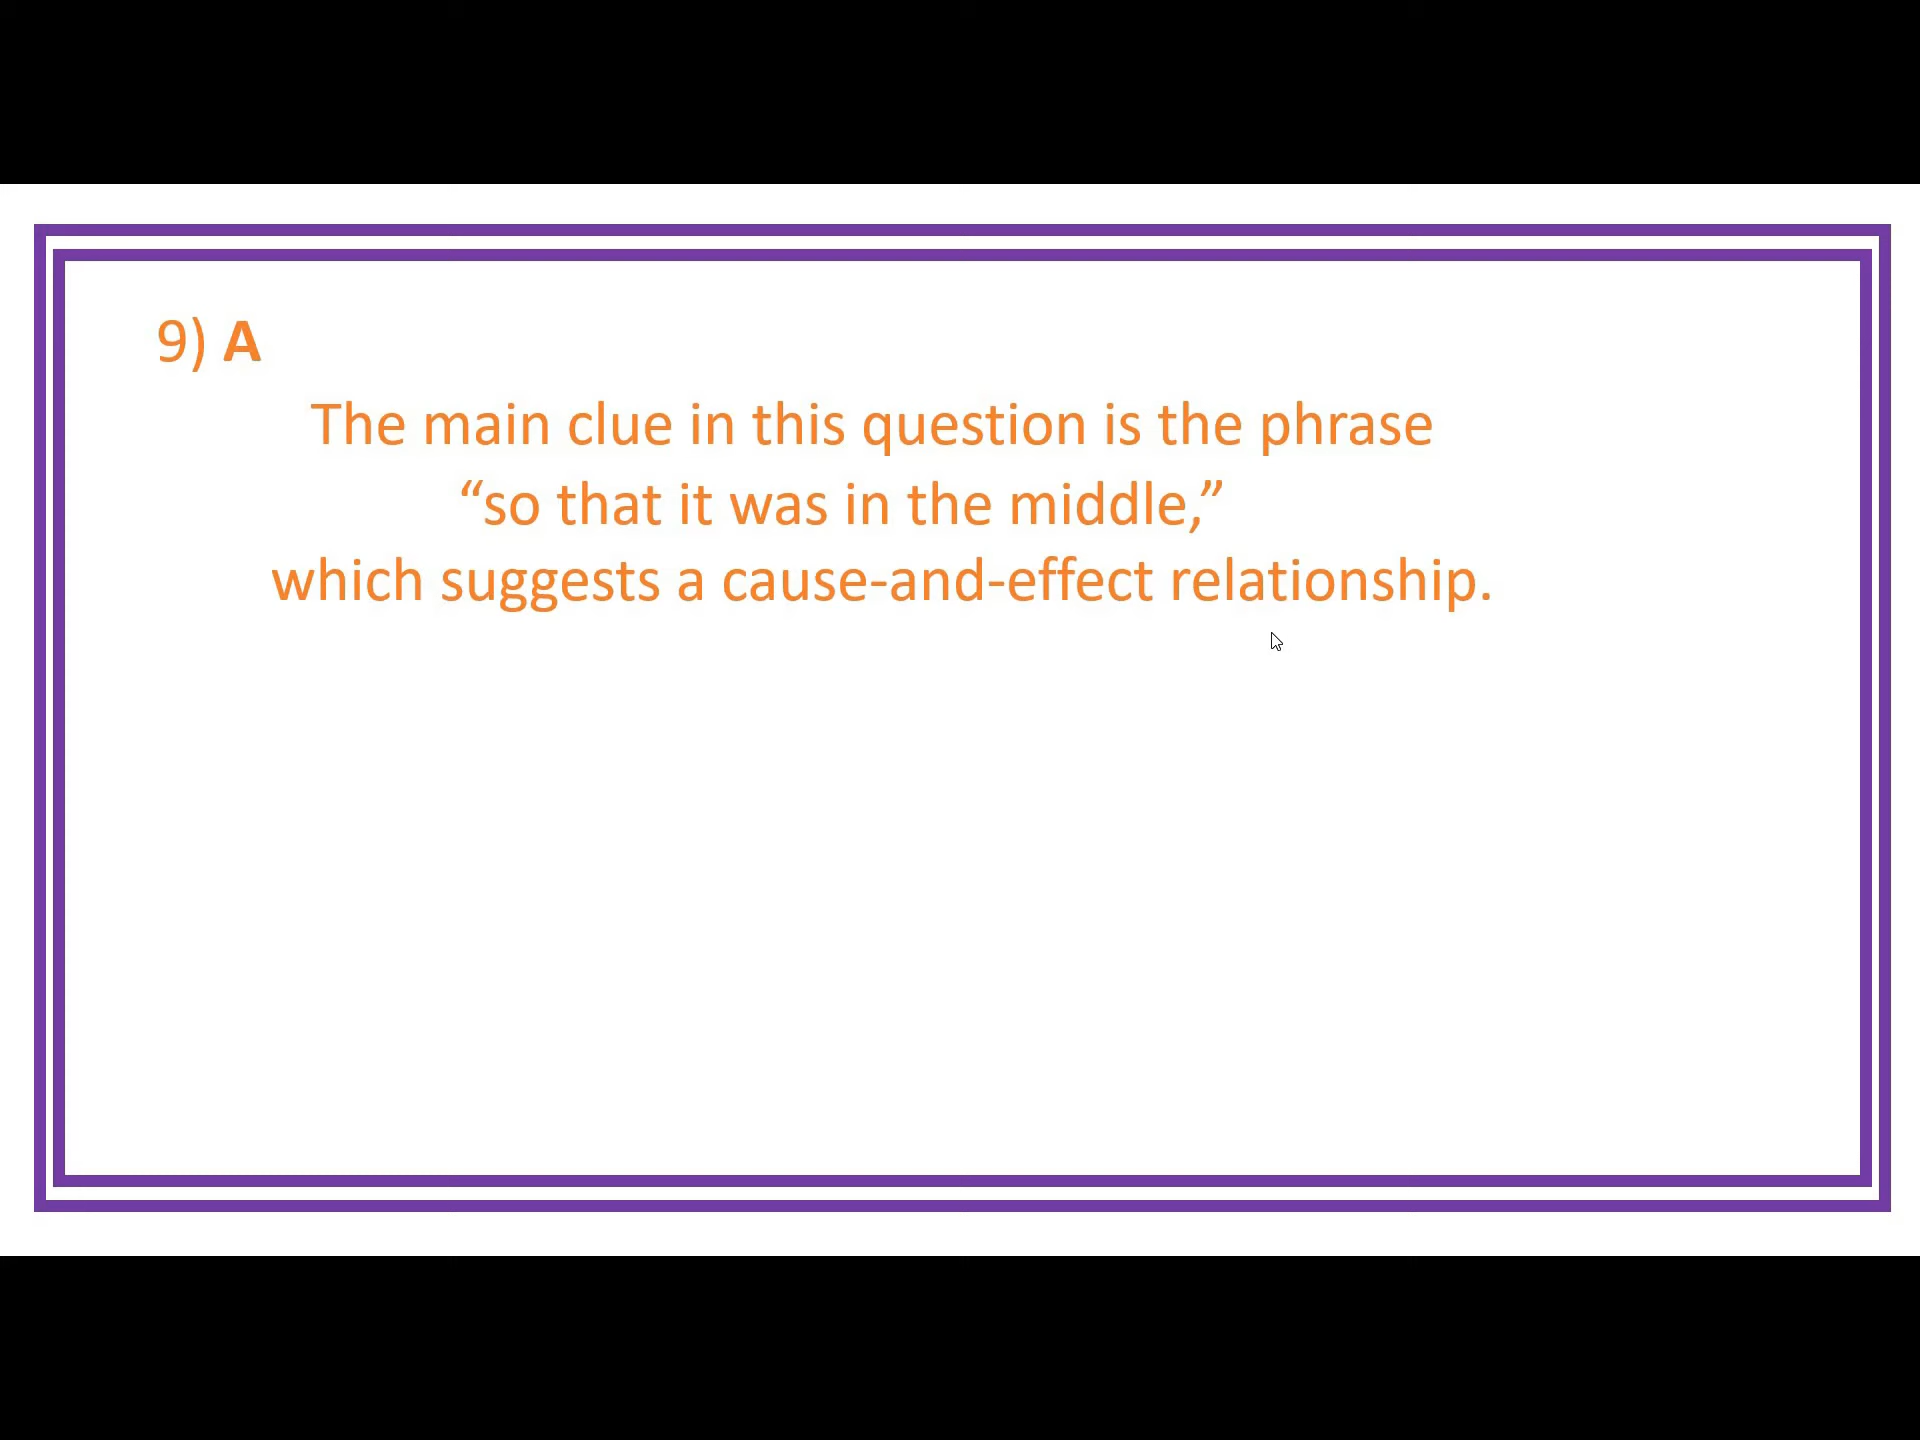 9) A
The main clue in this question is the phrase
“so that it was in the middle,”
which suggests a cause-and-effect relationship.